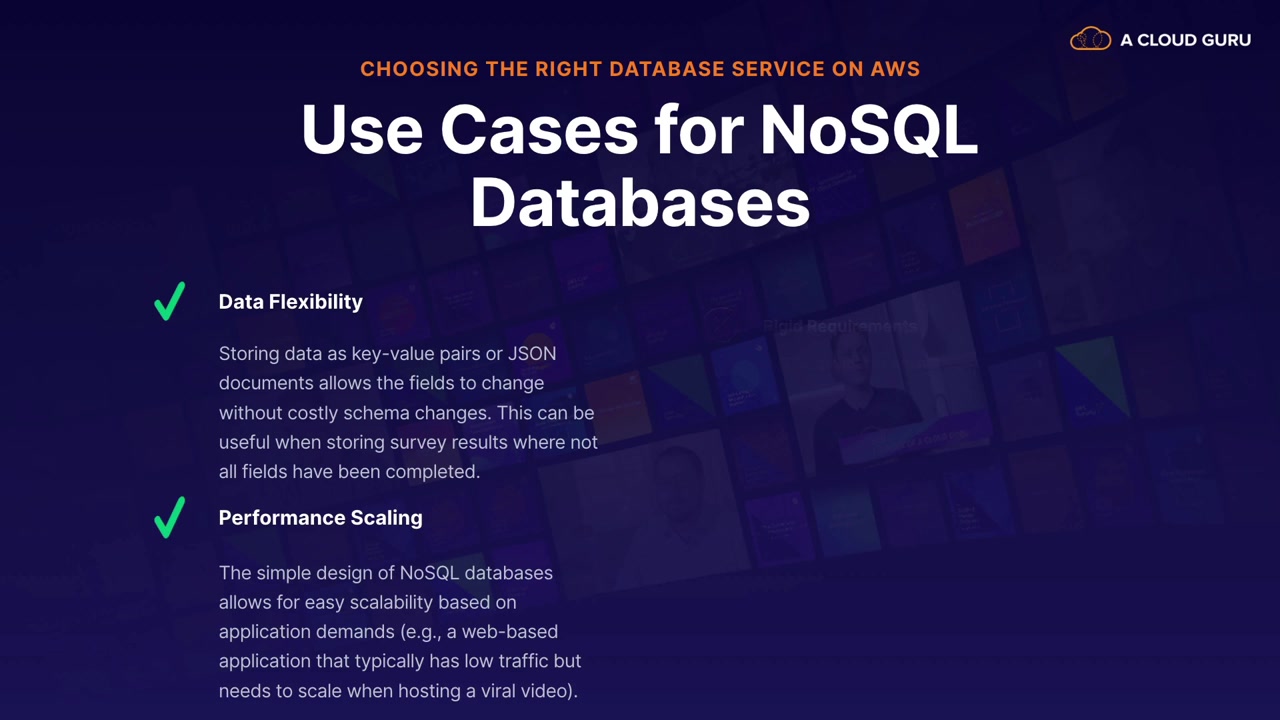 A CLOUD GURU
CHOOSING THE RIGHT DATABASE SERVICE ON AWS
Use Cases for NoSQL
Databases
Data Flexibility
Rigid Requirements
Storing data as key-value pairs or JSON
documents allows the fields to change
without costly schema changes. This can be
useful when storing survey results where not
all fields have been completed.
Performance Scaling
The simple design of NoSQL databases
allows for easy scalability based on
application demands (e.g., a web-based
application that typically has low traffic but
needs to scale when hosting a viral video).